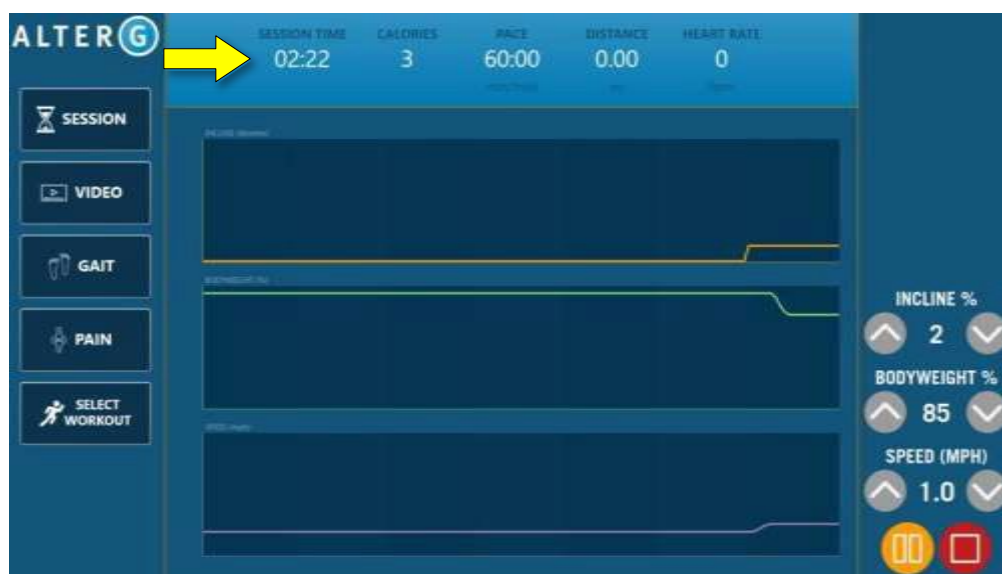 ALTERG
SESSION TIME CALORIES PACE DISTANCE HEART RATE
02:22 3 60:00 0.00 0
SESSION
VIDEO
GAIT
PAIN
SELECT
WORKOUT
INCLINE %
2
BODYWEIGHT %
85
SPEED (MPH)
1.0